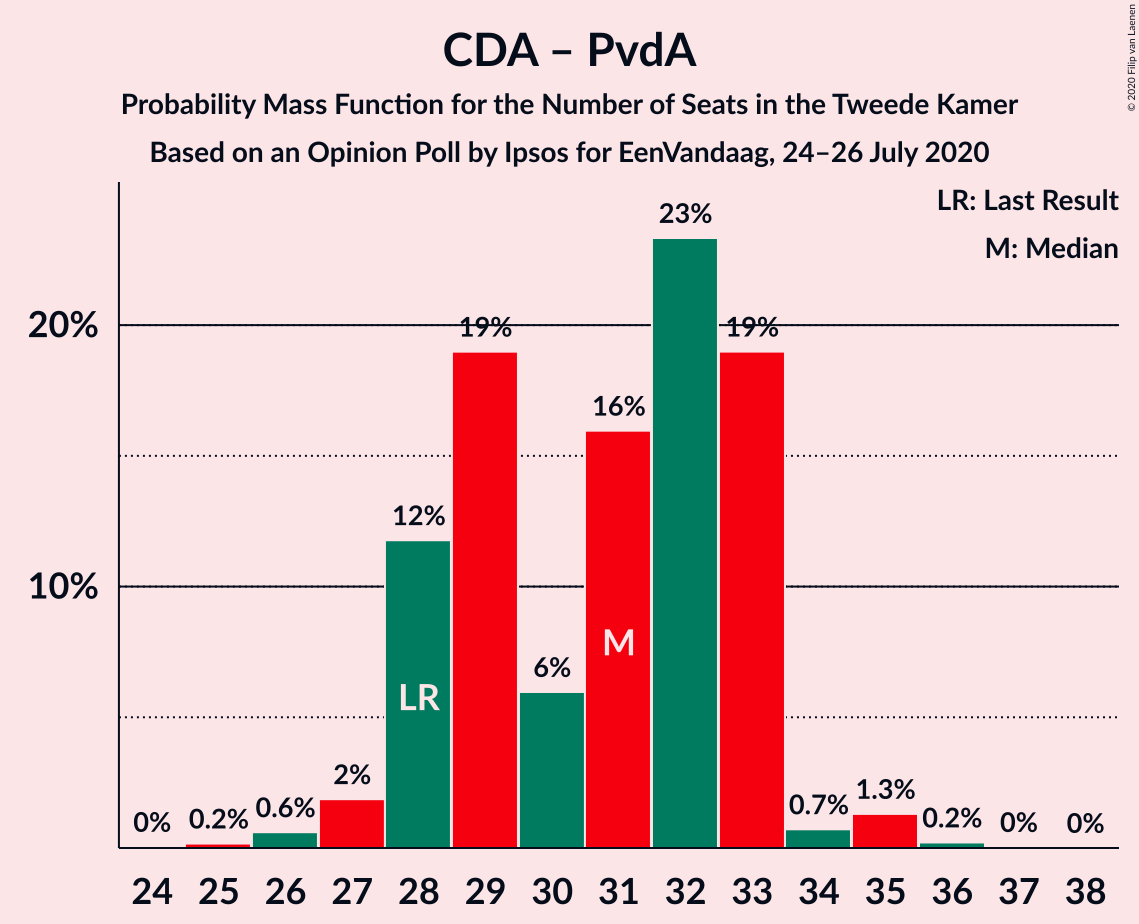 CDA – PvdA
Probability Mass Function for the Number of Seats in the Tweede Kamer
Based on an Opinion Poll by Ipsos for EenVandaag, 24–26 July 2020
© 2020 Filip van Laenen
LR: Last Result
M: Median
20%
10%
0%
0.2%
0.6%
2%
12%
19%
6%
16%
23%
19%
0.7%
1.3%
0.2%
0%
0%
LR
M
24 25 26 27 28 29 30 31 32 33 34 35 36 37 38